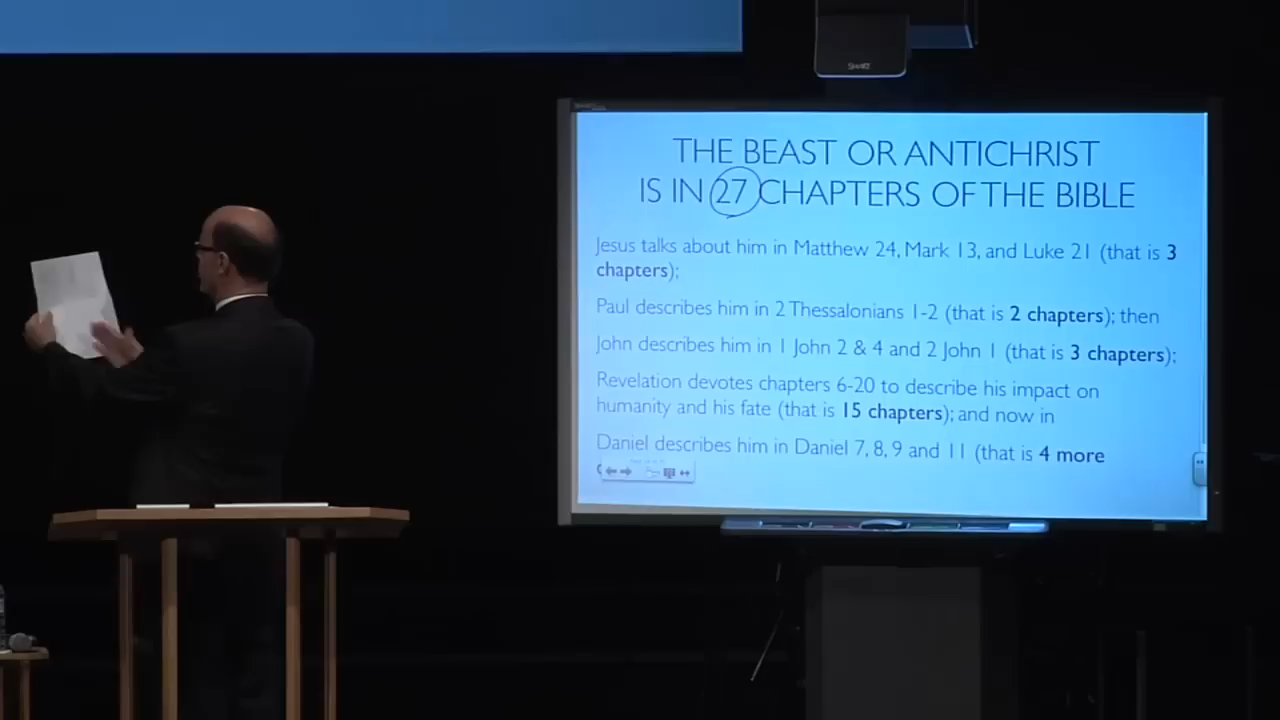 SMART
THE BEAST OR ANTICHRIST
IS IN 27 CHAPTERS OF THE BIBLE
Jesus talks about him in Matthew 24, Mark 13, and Luke 21 (that is 3
chapters);
Paul describes him in 2 Thessalonians 1-2 (that is 2 chapters); then
John describes him in 1 John 2 & 4 and 2 John 1 (that is 3 chapters);
Revelation devotes chapters 6-20 to describe his impact on
humanity and his fate (that is 15 chapters); and now in
Daniel describes him in Daniel 7, 8, 9 and 11 (that is 4 more